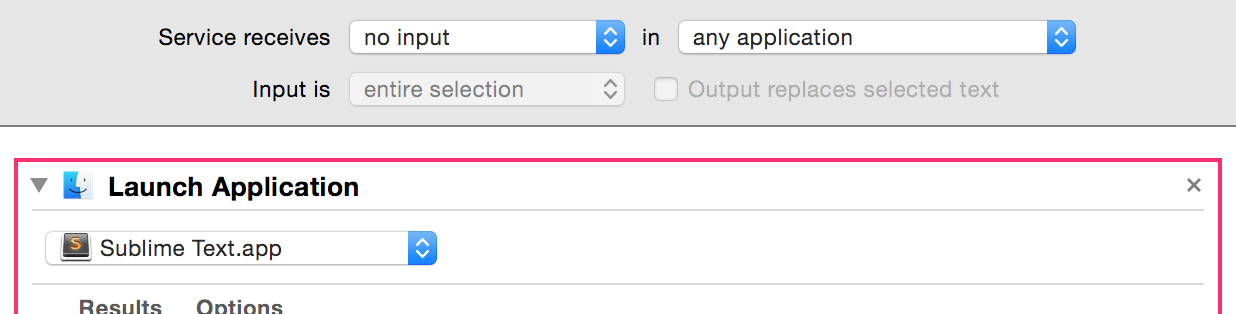 Service receives no input in any application
Input is entire selection Output replaces selected text
Launch Application
Sublime Text.app
Results Options